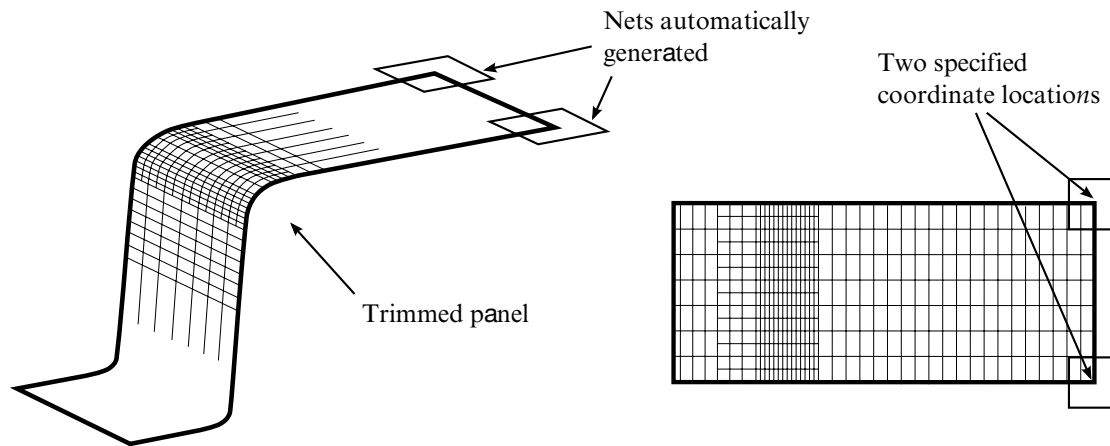 Nets automatically
generated
Two specified
coordinate locations
Trimmed panel